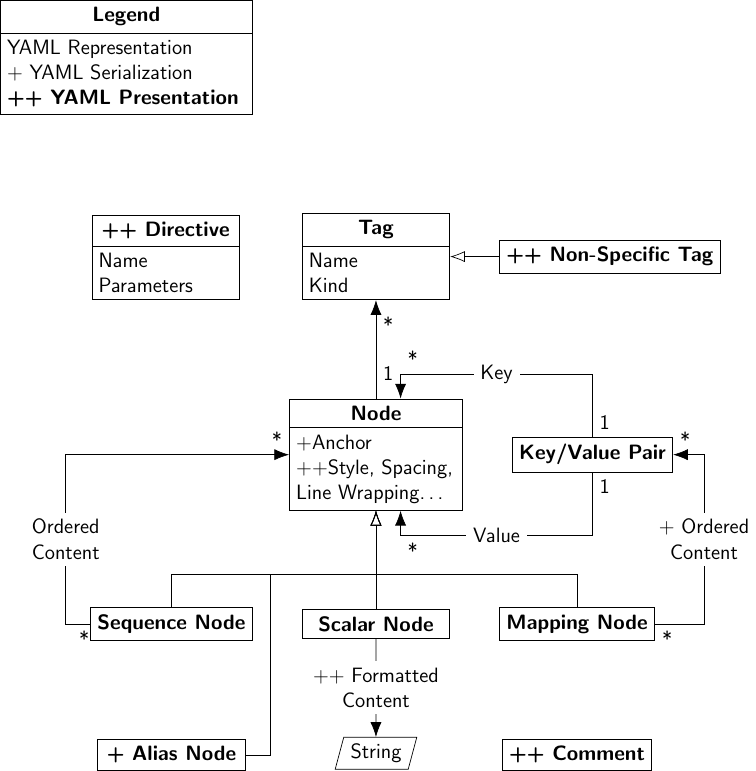 Legend
YAML Representation
+ YAML Serialization
++ YAML Presentation
++ Directive
Name
Parameters
Tag
Name
Kind
++ Non-Specific Tag
*
*
1
Key
1
Node
+Anchor
++Style, Spacing,
Line Wrapping...
*
Key/Value Pair
*
1
Value
*
Ordered
Content
+ Ordered
Content
Sequence Node
*
Scalar Node
Mapping Node
*
++ Formatted
Content
+ Alias Node
String
++ Comment